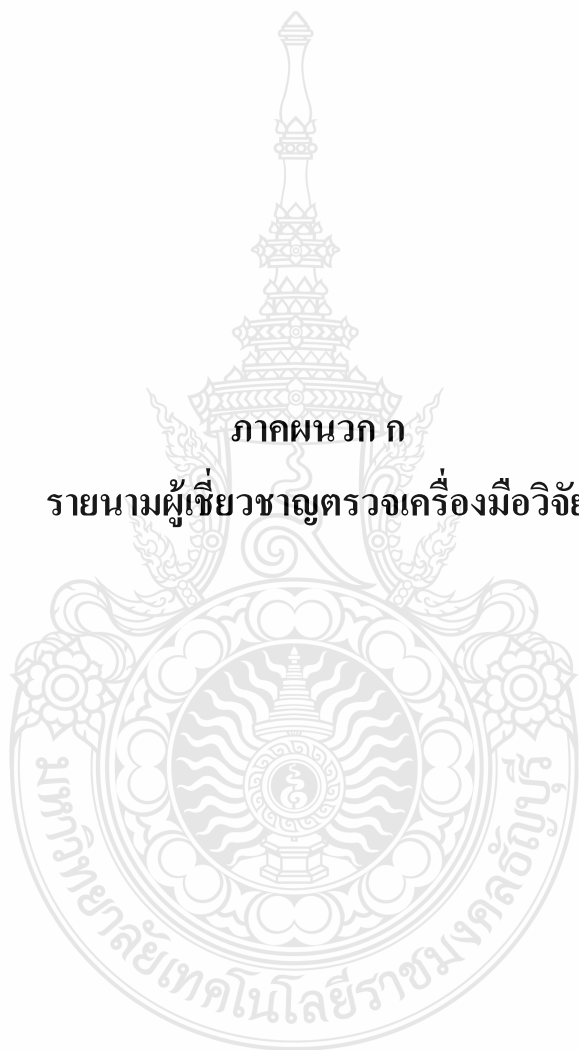 ภาคผนวก ก
รายนามผู้เชี่ยวชาญตรวจเครื่องมือวิจัย
มหาวิทยาลัยเทคโนโลยีราชมงคลธัญบุรี